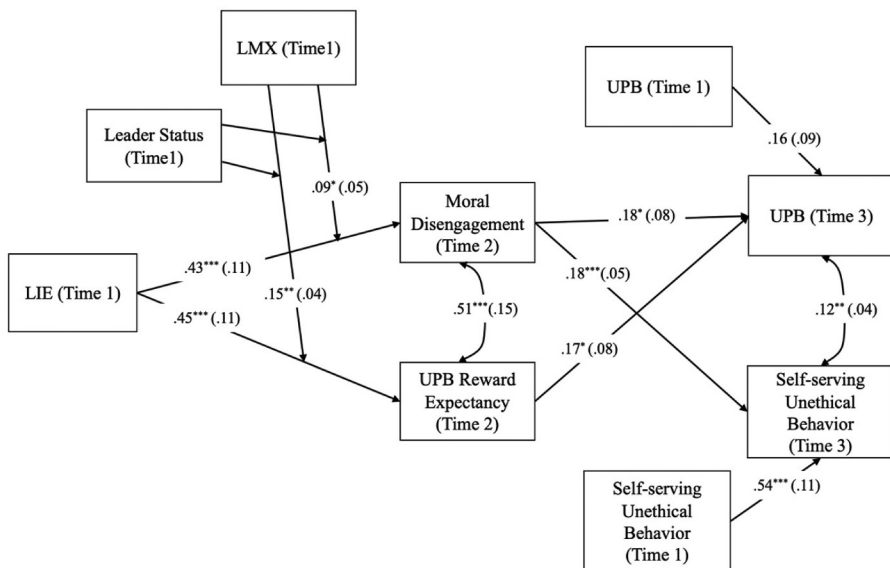 LMX (Time1)
UPB (Time 1)
Leader Status
(Time1)
.16 (.09)
.09* (.05)
Moral
Disengagement
(Time 2)
.18* (.08)
UPB (Time 3)
.43*** (.11)
.18***(.05)
LIE (Time 1)
.15** (.04)
.51***(.15)
.12** (.04)
.45*** (.11)
.17* (.08)
UPB Reward
Expectancy
(Time 2)
Self-serving
Unethical
Behavior
(Time 3)
.54*** (.11)
Self-serving
Unethical
Behavior
(Time 1)